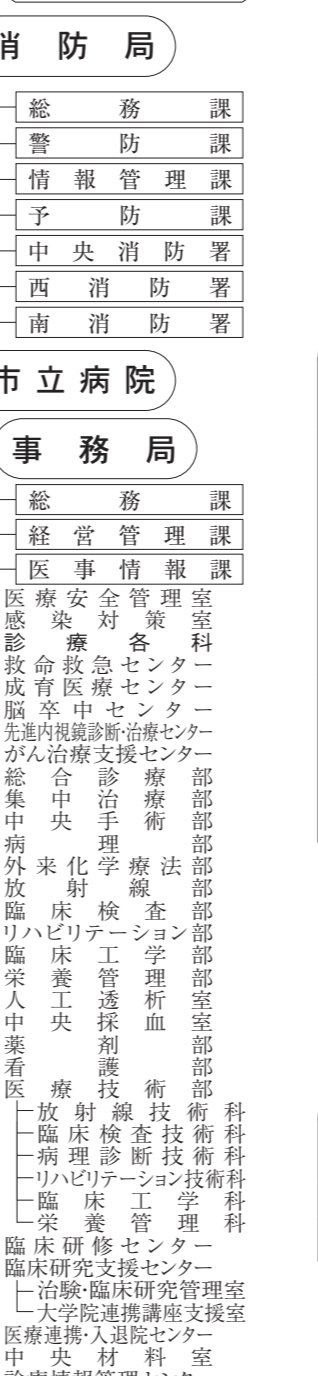 消防局
総務課
警防課
情報管理課
予防課
中央消防署
西消防署
南消防署
市立病院
事務局
総務課
経営管理課
医事情報課
医療安全管理室
感染対策室
診療各科
救命救急センター
成育医療センター
脳卒中センター
先進内視鏡診断・治療センター
がん治療支援センター
総合診療部
集中治療部
中央手術部
病理部
外来化学療法部
放射線部
臨床検査部
リハビリテーション部
臨床工学部
栄養管理部
人工透析室
中央採血室
薬剤部
看護部
医療技術部
放射線技術科
臨床検査技術科
病理診断技術科
リハビリテーション技術科
臨床工学科
栄養管理科
臨床研修センター
臨床研究支援センター
治験・臨床研究管理室
大学院連携講座支援室
医療連携・入退院センター
中央材料室